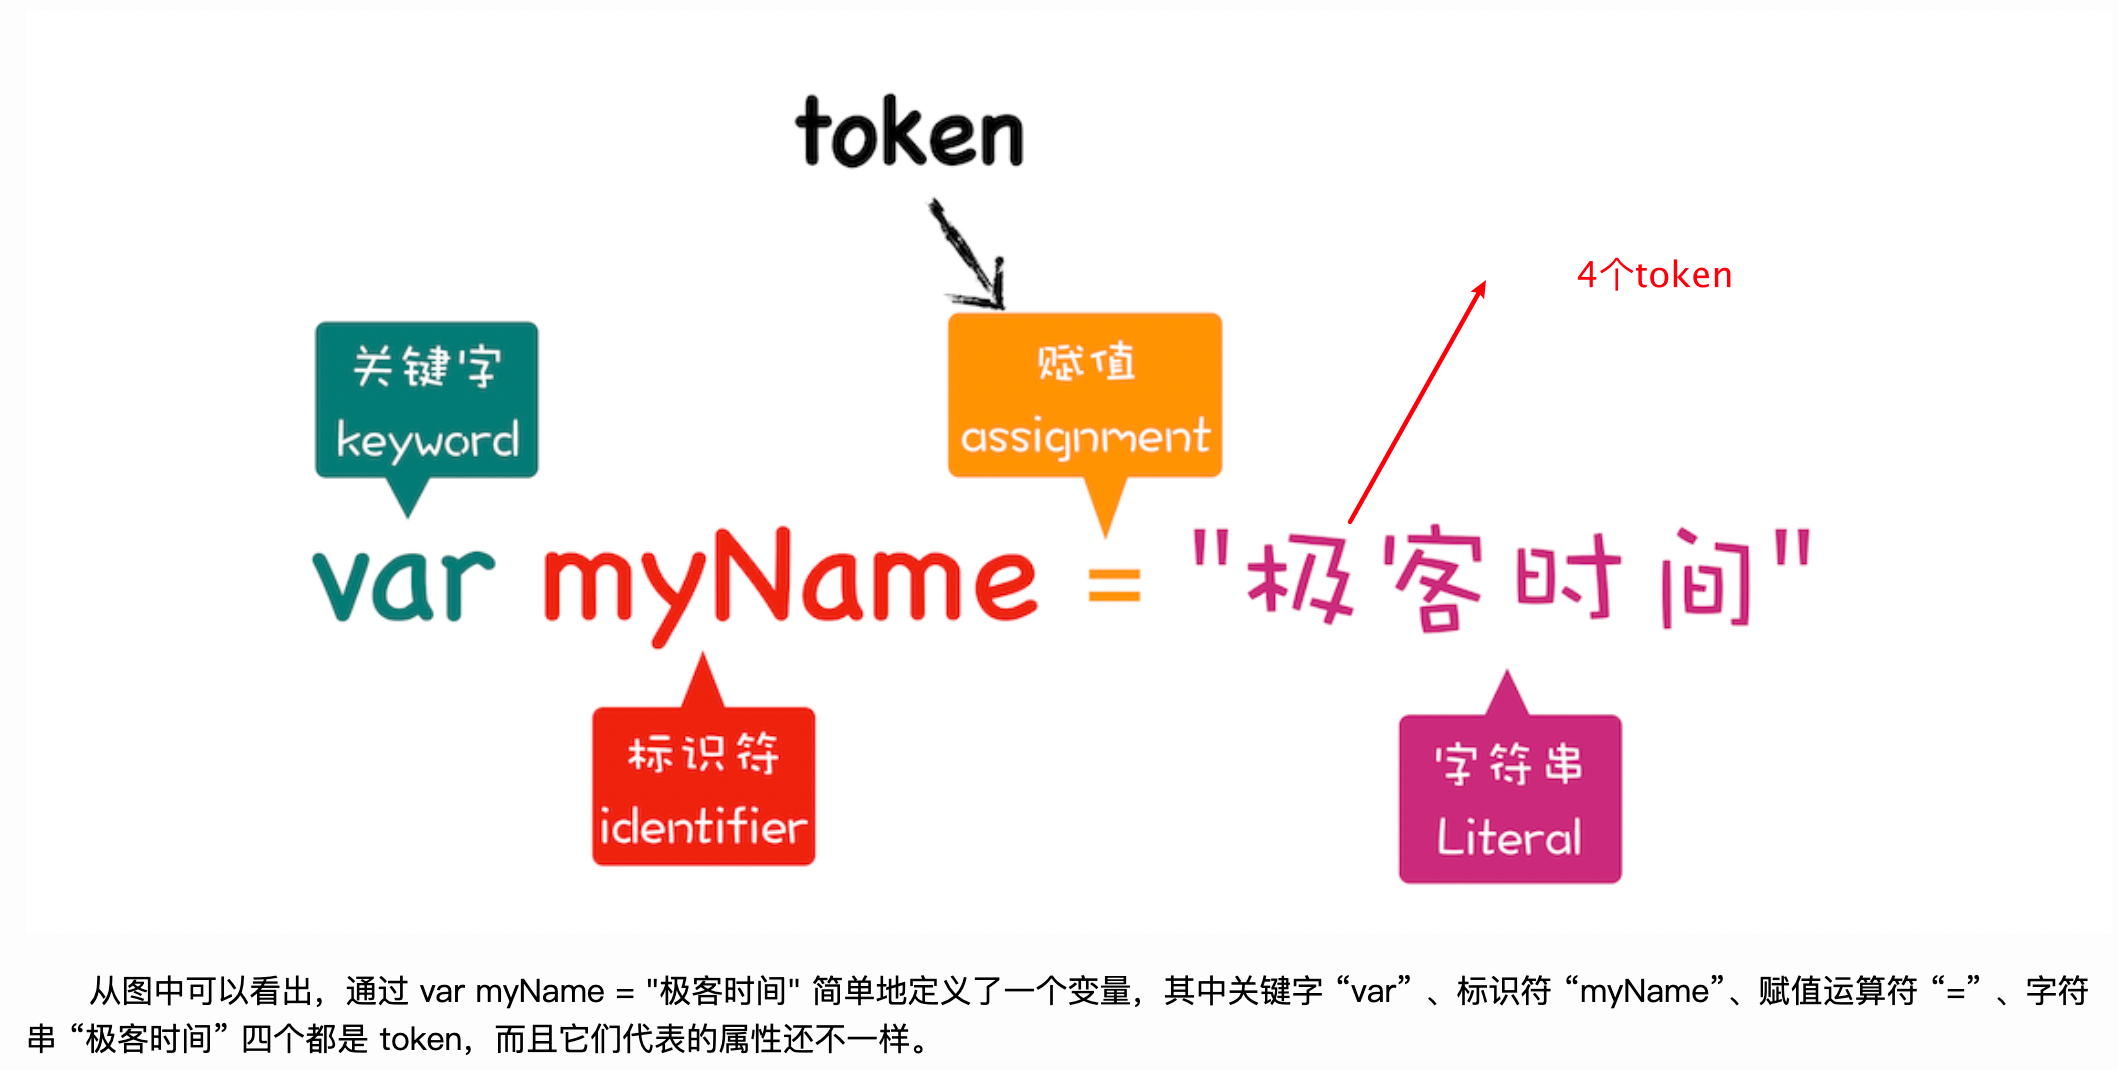 token
4个token
关键字
keyword
赋值
assignment
var myName = "极客时间"
标识符
identifier
字符串
Literal
从图中可以看出，通过 var myName = "极客时间" 简单地定义了一个变量，其中关键字 “var” 、标识符 “myName”、赋值运算符 “=” 、字符
串 “极客时间” 四个都是 token，而且它们代表的属性还不一样。